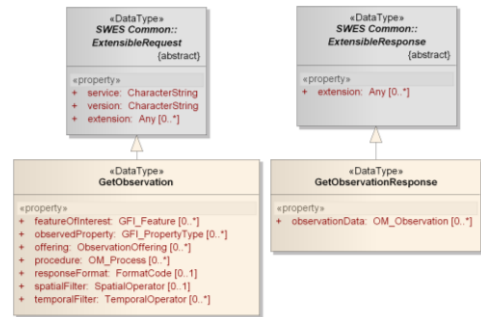 «DataType»
SWES Common::
ExtensibleRequest
{abstract}
«property»
+ service: CharacterString
+ version: CharacterString
+ extension: Any [0..*]
«DataType»
SWES Common::
ExtensibleResponse
{abstract}
«property»
+ extension: Any [0..*]
«DataType»
GetObservation
«property»
+ featureOfInterest: GFI_Feature [0..*]
+ observedProperty: GFI_PropertyType [0..*]
+ offering: ObservationOffering [0..*]
+ procedure: OM_Process [0..*]
+ responseFormat: FormatCode [0..1]
+ spatialFilter: SpatialOperator [0..1]
+ temporalFilter: TemporalOperator [0..*]
«DataType»
GetObservationResponse
«property»
+ observationData: OM_Observation [0..*]